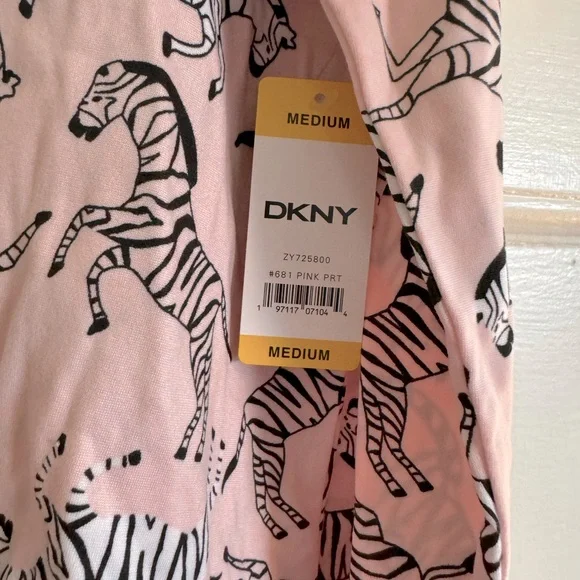 MEDIUM
DKNY
ZY725800
#681 PINK PRT
1 97117 07104 4
MEDIUM